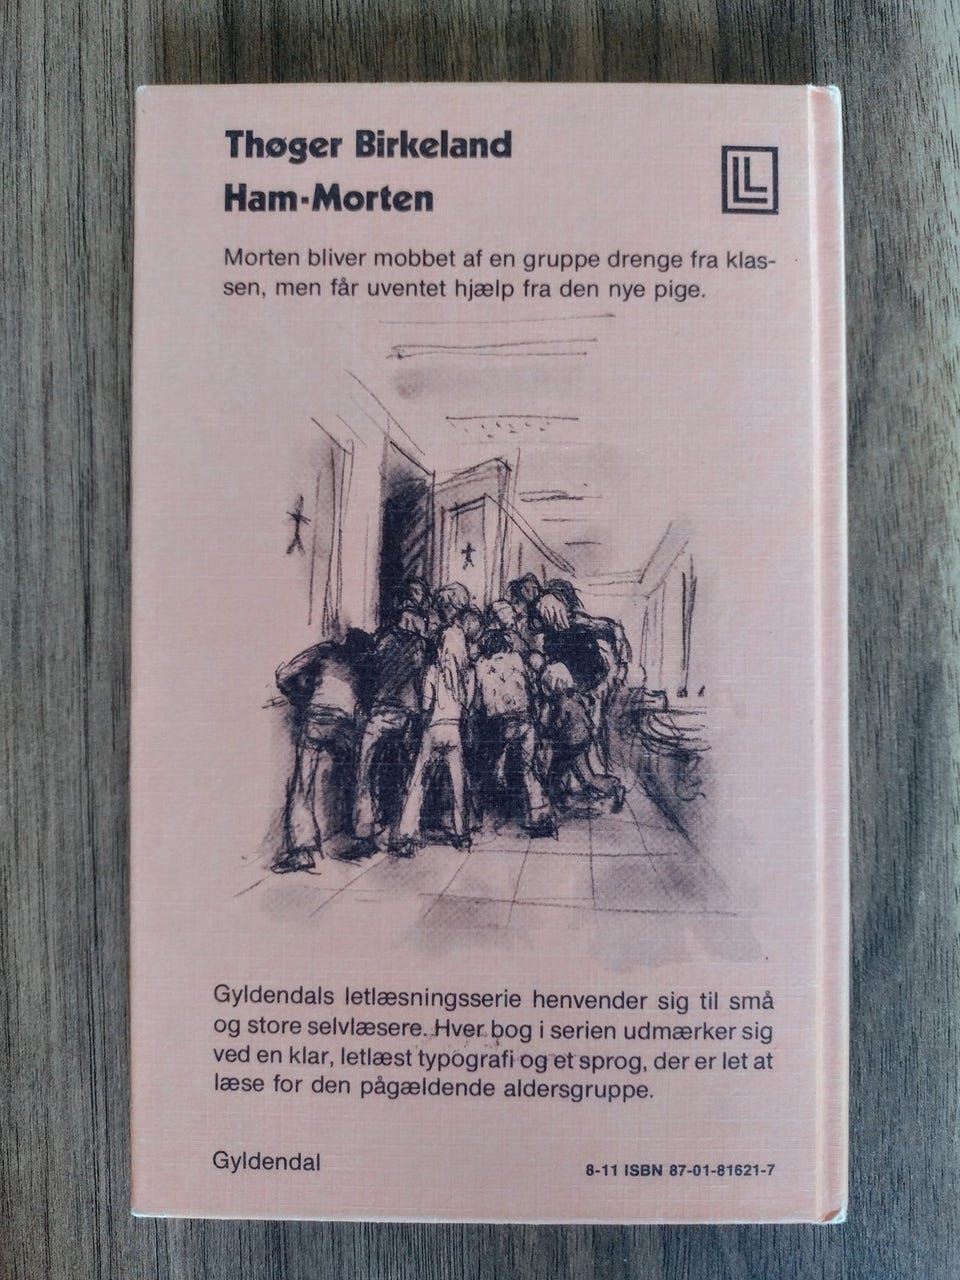 Thøger Birkeland
Ham-Morten
LL
Morten bliver mobbet af en gruppe drenge fra klas-
sen, men får uventet hjælp fra den nye pige.
Gyldendals letlæsningsserie henvender sig til små
og store selvlæsere. Hver bog i serien udmærker sig
ved en klar, letlæst typografi og et sprog, der er let at
læse for den pågældende aldersgruppe.
Gyldendal
8-11 ISBN 87-01-81621-7